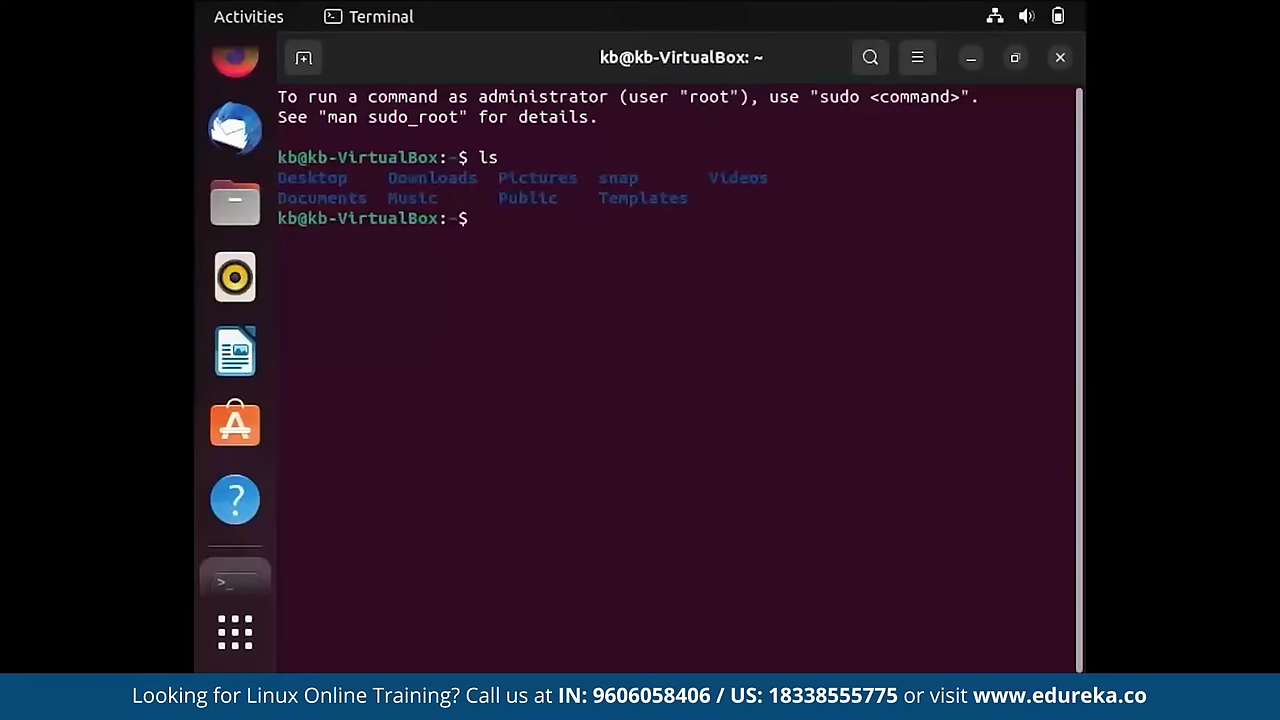 Activities Terminal
kb@kb-VirtualBox: ~
To run a command as administrator (user "root"), use "sudo <command>".
See "man sudo_root" for details.
kb@kb-VirtualBox:~$ ls
Desktop Downloads Pictures snap Videos
Documents Music Public Templates
kb@kb-VirtualBox:~$
Looking for Linux Online Training? Call us at IN: 9606058406 / US: 18338555775 or visit www.edureka.co